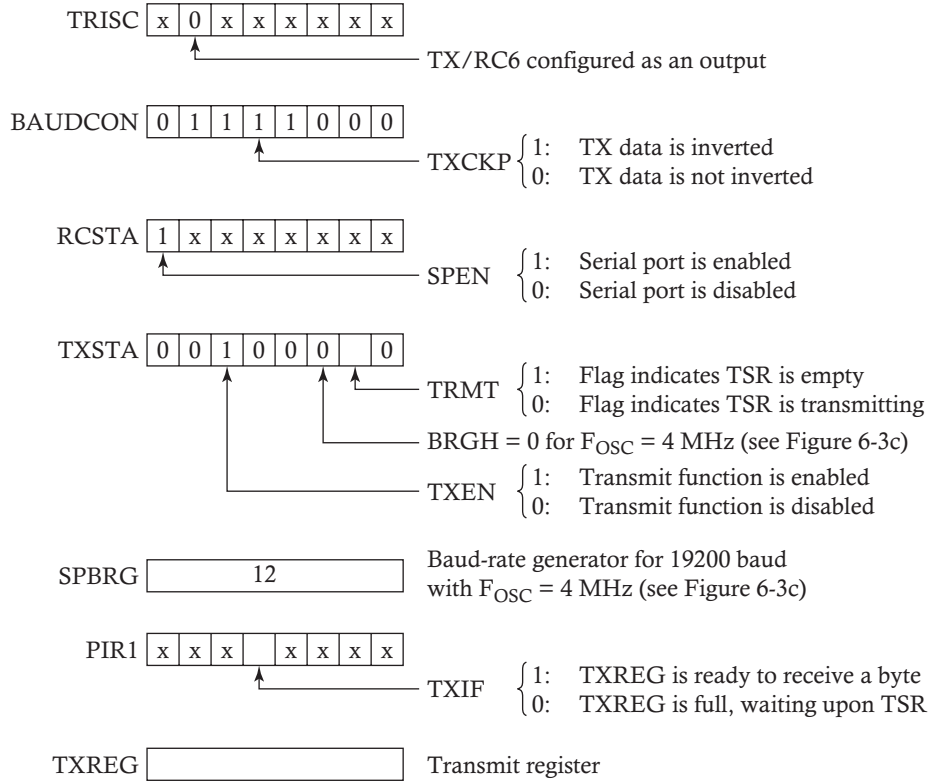 TRISC x 0 x x x x x x
TX/RC6 configured as an output
BAUDCON 0 1 1 1 1 0 0 0
TXCKP { 1: TX data is inverted
0: TX data is not inverted
RCSTA 1 x x x x x x x
SPEN { 1: Serial port is enabled
0: Serial port is disabled
TXSTA 0 0 1 0 0 0 0
TRMT { 1: Flag indicates TSR is empty
0: Flag indicates TSR is transmitting
BRGH = 0 for FOSC = 4 MHz (see Figure 6-3c)
TXEN { 1: Transmit function is enabled
0: Transmit function is disabled
SPBRG 12 Baud-rate generator for 19200 baud
with FOSC = 4 MHz (see Figure 6-3c)
PIR1 x x x x x x x
TXIF { 1: TXREG is ready to receive a byte
0: TXREG is full, waiting upon TSR
TXREG Transmit register